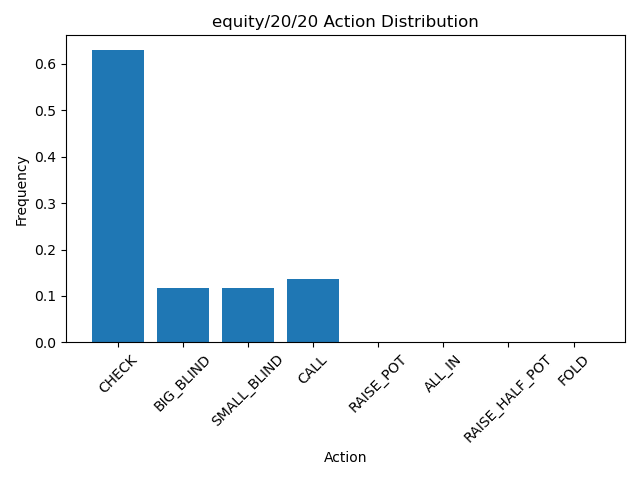 equity/20/20 Action Distribution
0.6
0.5
0.4
0.3
0.2
0.1
0.0
Frequency
CHECK
BIG_BLIND
SMALL_BLIND
CALL
RAISE_POT
ALL_IN
RAISE_HALF_POT
FOLD
Action